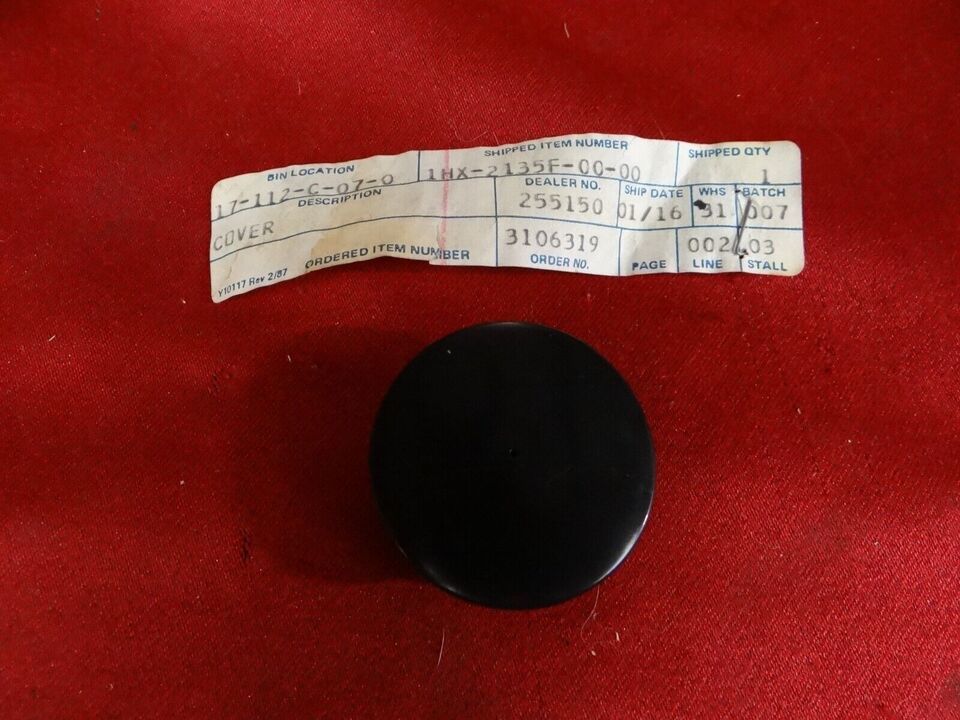 BIN LOCATION SHIPPED ITEM NUMBER SHIPPED QTY
17-112-C-07-0 1HX-2135F-00-00 1
DESCRIPTION DEALER NO. SHIP DATE WHS BATCH
COVER 255150 01/16 31 007
ORDERED ITEM NUMBER 3106319 002 03
Y10117 Rev 2/87 ORDER NO. PAGE LINE STALL